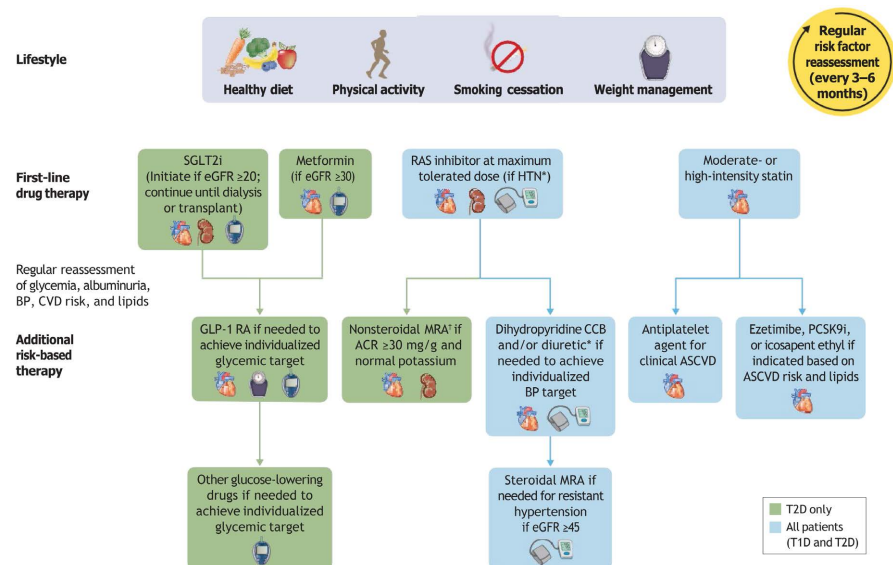 Lifestyle
Healthy diet
Physical activity
Smoking cessation
Weight management
Regular
risk factor
reassessment
(every 3–6
months)
First-line
drug therapy
SGLT2i
(Initiate if eGFR ≥20;
continue until dialysis
or transplant)
Metformin
(if eGFR ≥30)
RAS inhibitor at maximum
tolerated dose (if HTN*)
Moderate- or
high-intensity statin
Regular reassessment
of glycemia, albuminuria,
BP, CVD risk, and lipids
Additional
risk-based
therapy
GLP-1 RA if needed to
achieve individualized
glycemic target
Nonsteroidal MRA† if
ACR ≥30 mg/g and
normal potassium
Dihydropyridine CCB
and/or diuretic* if
needed to achieve
individualized
BP target
Antiplatelet
agent for
clinical ASCVD
Ezetimibe, PCSK9i,
or icosapent ethyl if
indicated based on
ASCVD risk and lipids
Other glucose-lowering
drugs if needed to
achieve individualized
glycemic target
Steroidal MRA if
needed for resistant
hypertension
if eGFR ≥45
T2D only
All patients
(T1D and T2D)